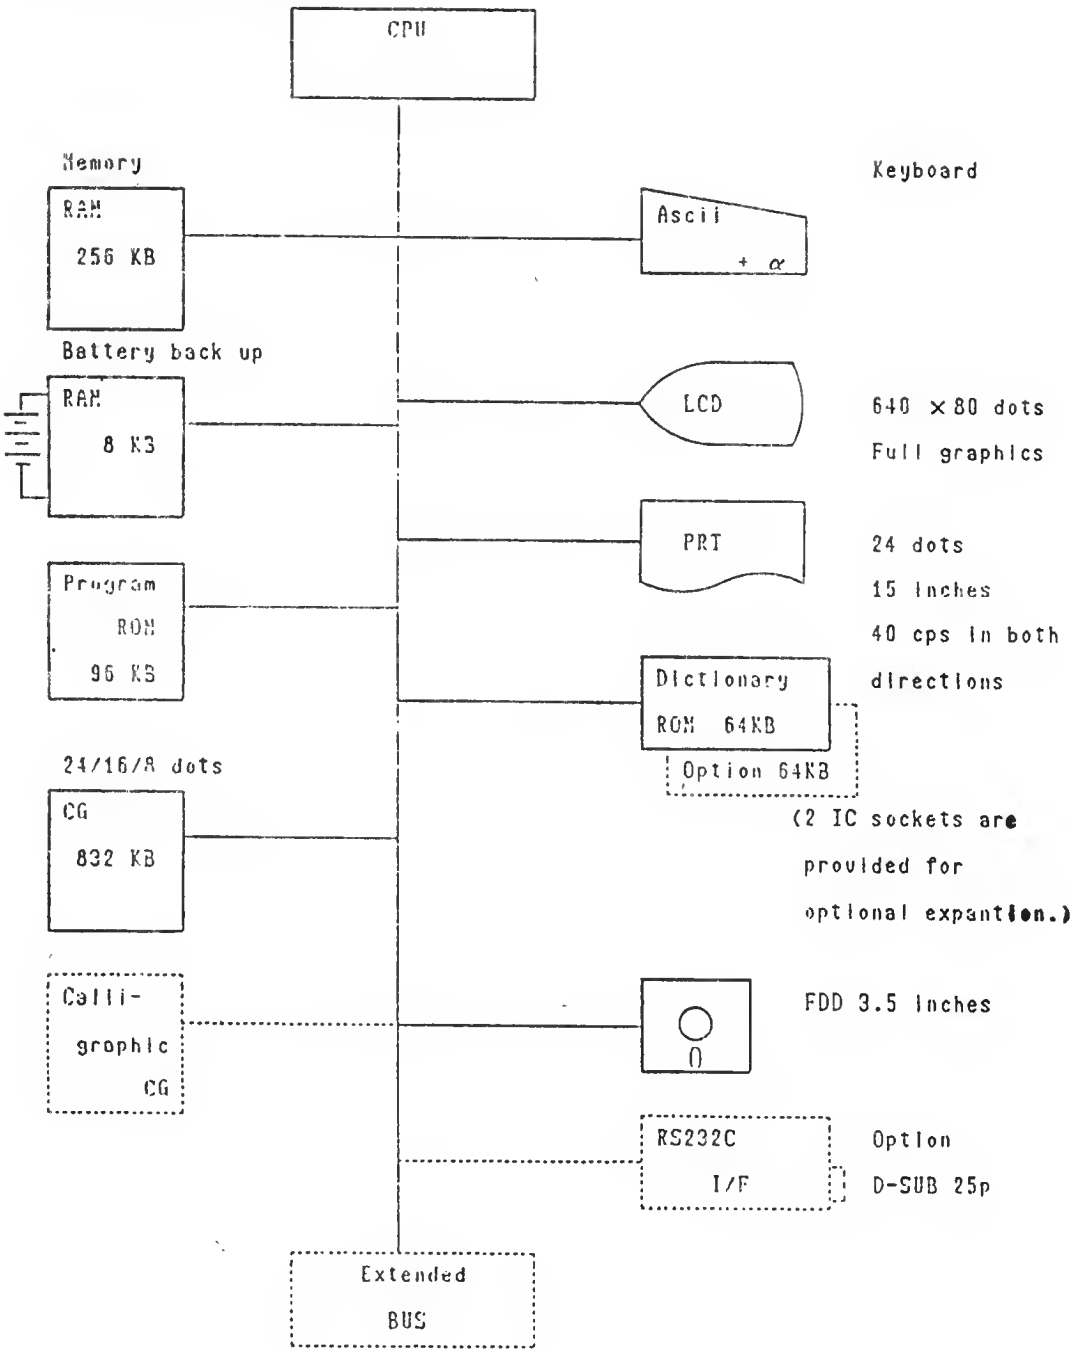 CPU
Memory
RAM
256 KB
Keyboard
Ascii
+ α
Battery back up
RAM
8 KB
LCD
640 × 80 dots
Full graphics
PRT
24 dots
15 inches
40 cps in both
directions
Program
ROM
96 KB
Dictionary
ROM 64KB
Option 64KB
(2 IC sockets are
provided for
optional expantion.)
24/16/8 dots
CG
832 KB
Calli-
graphic
CG
FDD 3.5 inches
RS232C
I/F
Option
D-SUB 25p
Extended
BUS